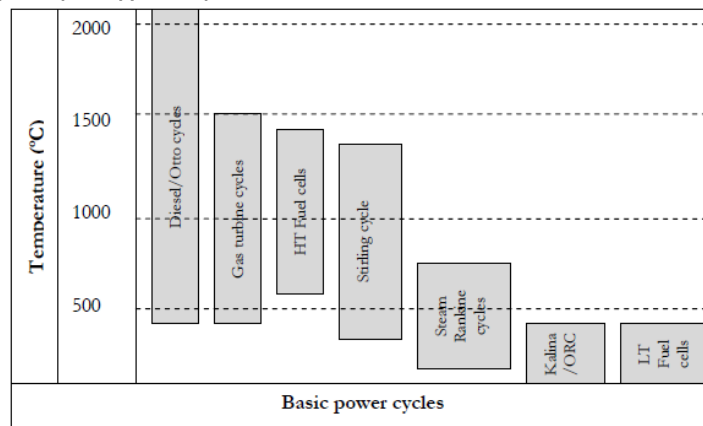 Temperature (°C)
2000
1500
1000
500
Diesel/Otto cycles
Gas turbine cycles
HT Fuel cells
Stirling cycle
Steam
Rankine
cycles
Kalina
/ORC
LT
Fuel
cells
Basic power cycles